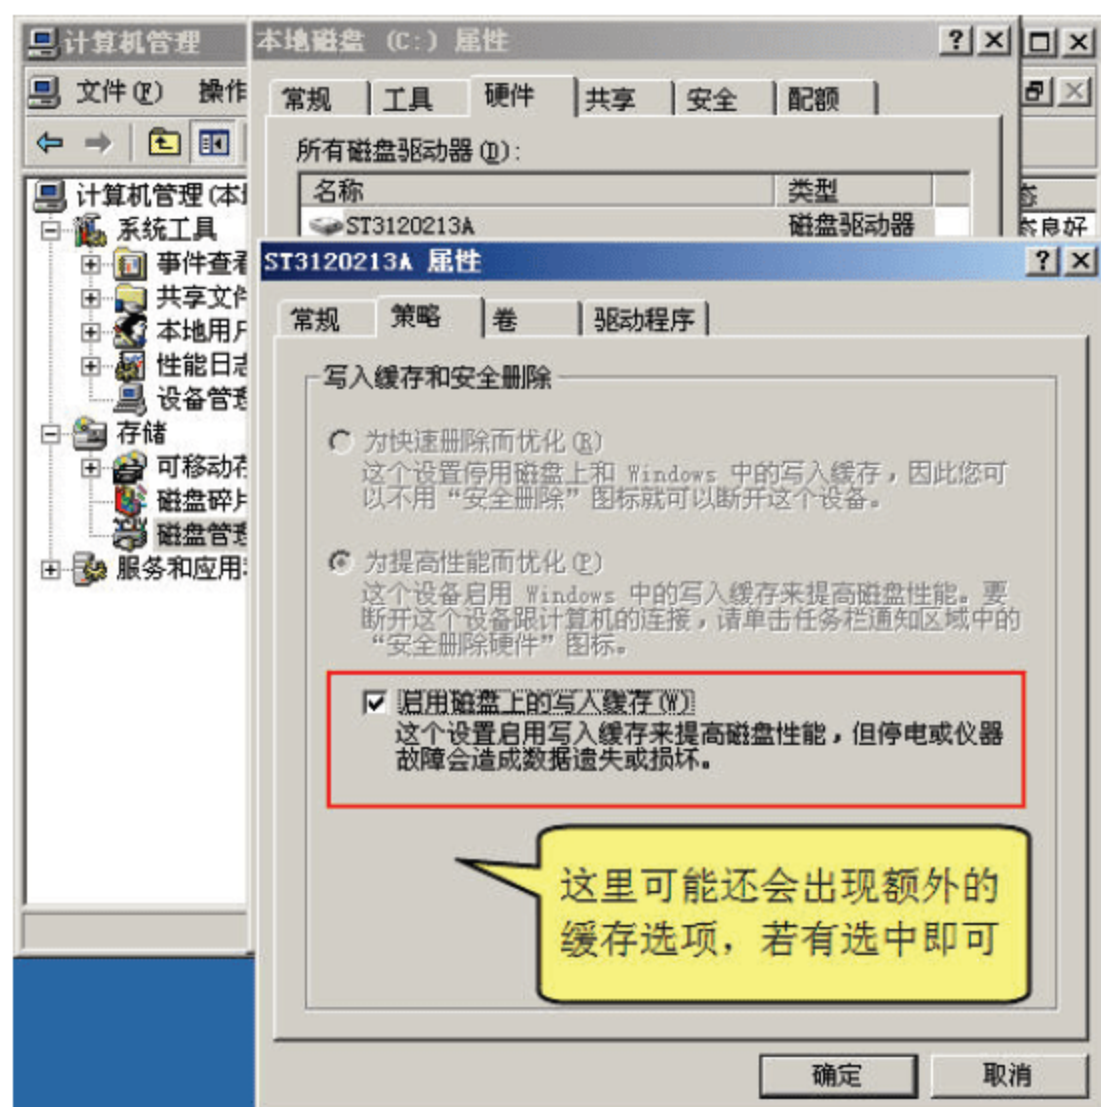 计算机管理
本地磁盘 (C:) 属性
文件(F) 操作
常规 工具 硬件 共享 安全 配额
所有磁盘驱动器(D):
名称 类型
ST3120213A 磁盘驱动器
态良好
计算机管理(本
系统工具
事件查看
共享文件
本地用户
性能日志
设备管理
存储
可移动存
磁盘碎片
磁盘管理
服务和应用
ST3120213A 属性
常规 策略 卷 驱动程序
写入缓存和安全删除
为快速删除而优化(R)
这个设置停用磁盘上和 Windows 中的写入缓存，因此您可
以不用“安全删除”图标就可以断开这个设备。
为提高性能而优化(P)
这个设备启用 Windows 中的写入缓存来提高磁盘性能。要
断开这个设备跟计算机的连接，请单击任务栏通知区域中的
“安全删除硬件”图标。
启用磁盘上的写入缓存(W)
这个设置启用写入缓存来提高磁盘性能，但停电或仪器
故障会造成数据遗失或损坏。
这里可能还会出现额外的
缓存选项，若有选中即可
确定 取消